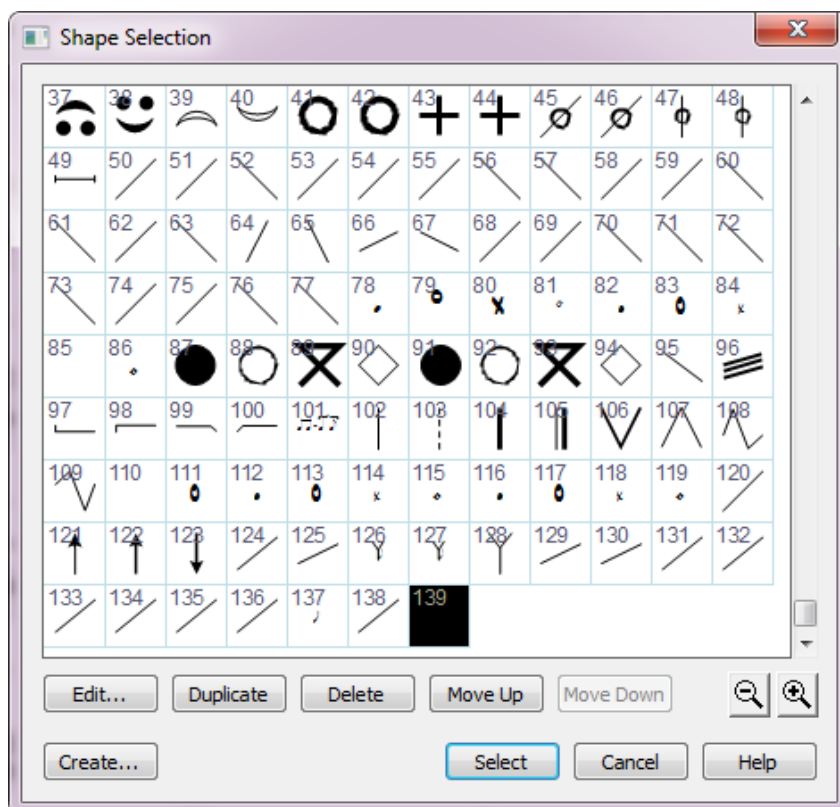 Shape Selection
37 38 39 40 41 42 43 44 45 46 47 48
49 50 51 52 53 54 55 56 57 58 59 60
61 62 63 64 65 66 67 68 69 70 71 72
73 74 75 76 77 78 79 80 81 82 83 84
85 86 87 88 89 90 91 92 93 94 95 96
97 98 99 100 101 102 103 104 105 106 107 108
109 110 111 112 113 114 115 116 117 118 119 120
121 122 123 124 125 126 127 128 129 130 131 132
133 134 135 136 137 138 139
Edit... Duplicate Delete Move Up Move Down
Create... Select Cancel Help